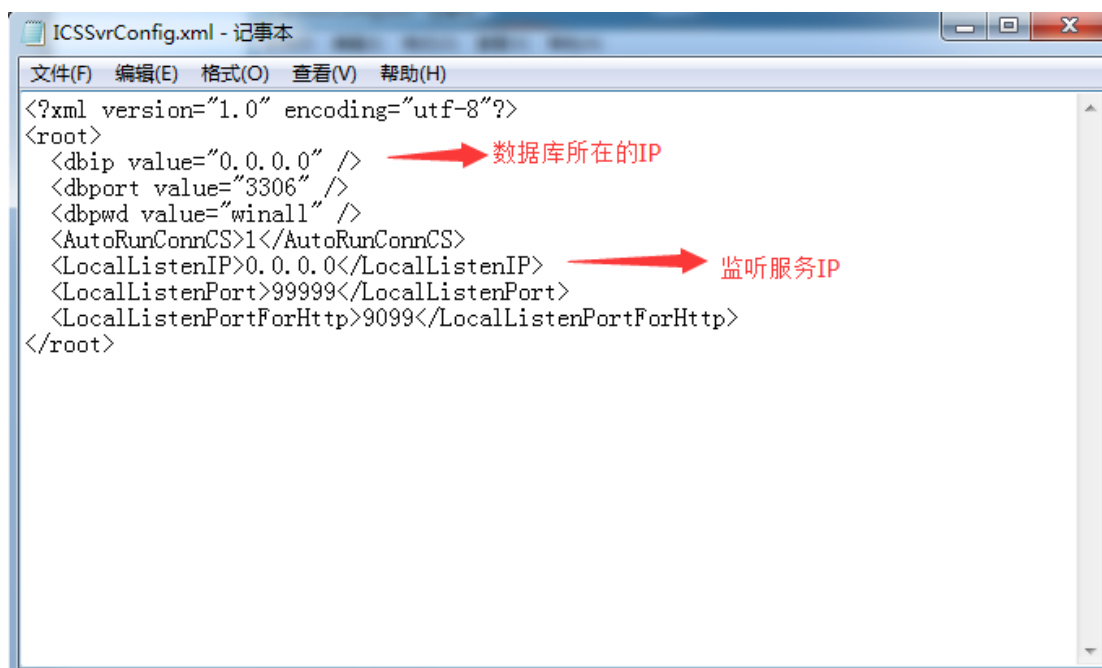 ICSSvrConfig.xml - 记事本
文件(F) 编辑(E) 格式(O) 查看(V) 帮助(H)
<?xml version="1.0" encoding="utf-8"?>
<root>
<dbip value="0.0.0.0" /> 数据库所在的IP
<dbport value="3306" />
<dbpwd value="winall" />
<AutoRunConnCS>1</AutoRunConnCS>
<LocalListenIP>0.0.0.0</LocalListenIP> 监听服务IP
<LocalListenPort>99999</LocalListenPort>
<LocalListenPortForHttp>9099</LocalListenPortForHttp>
</root>